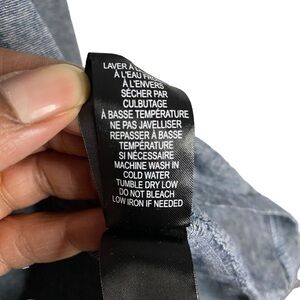 LAVER À
À L'EAU
À L'ENVERS
SÉCHER PAR
CULBUTAGE
À BASSE TEMPÉRATURE
NE PAS JAVELLISER
REPASSER À BASSE
TEMPÉRATURE
SI NÉCESSAIRE
MACHINE WASH IN
COLD WATER
TUMBLE DRY LOW
DO NOT BLEACH
LOW IRON IF NEEDED